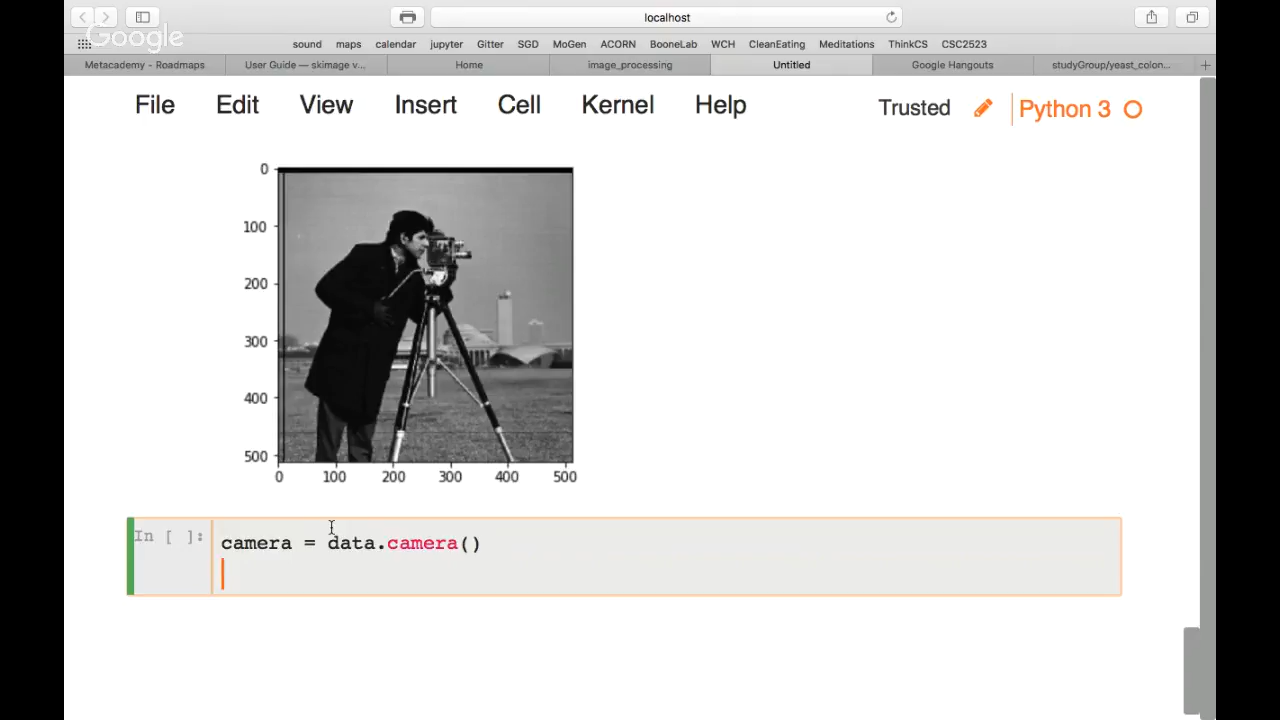 localhost
Google
sound maps calendar jupyter Gitter SGD MoGen ACORN BooneLab WCH CleanEating Meditations ThinkCS CSC2523
Metacademy - Roadmaps User Guide — skimage v... Home image_processing Untitled Google Hangouts studyGroup/yeast_colon... +
File Edit View Insert Cell Kernel Help Trusted Python 3
0
100
200
300
400
500
0 100 200 300 400 500
In [ ]: camera = data.camera()